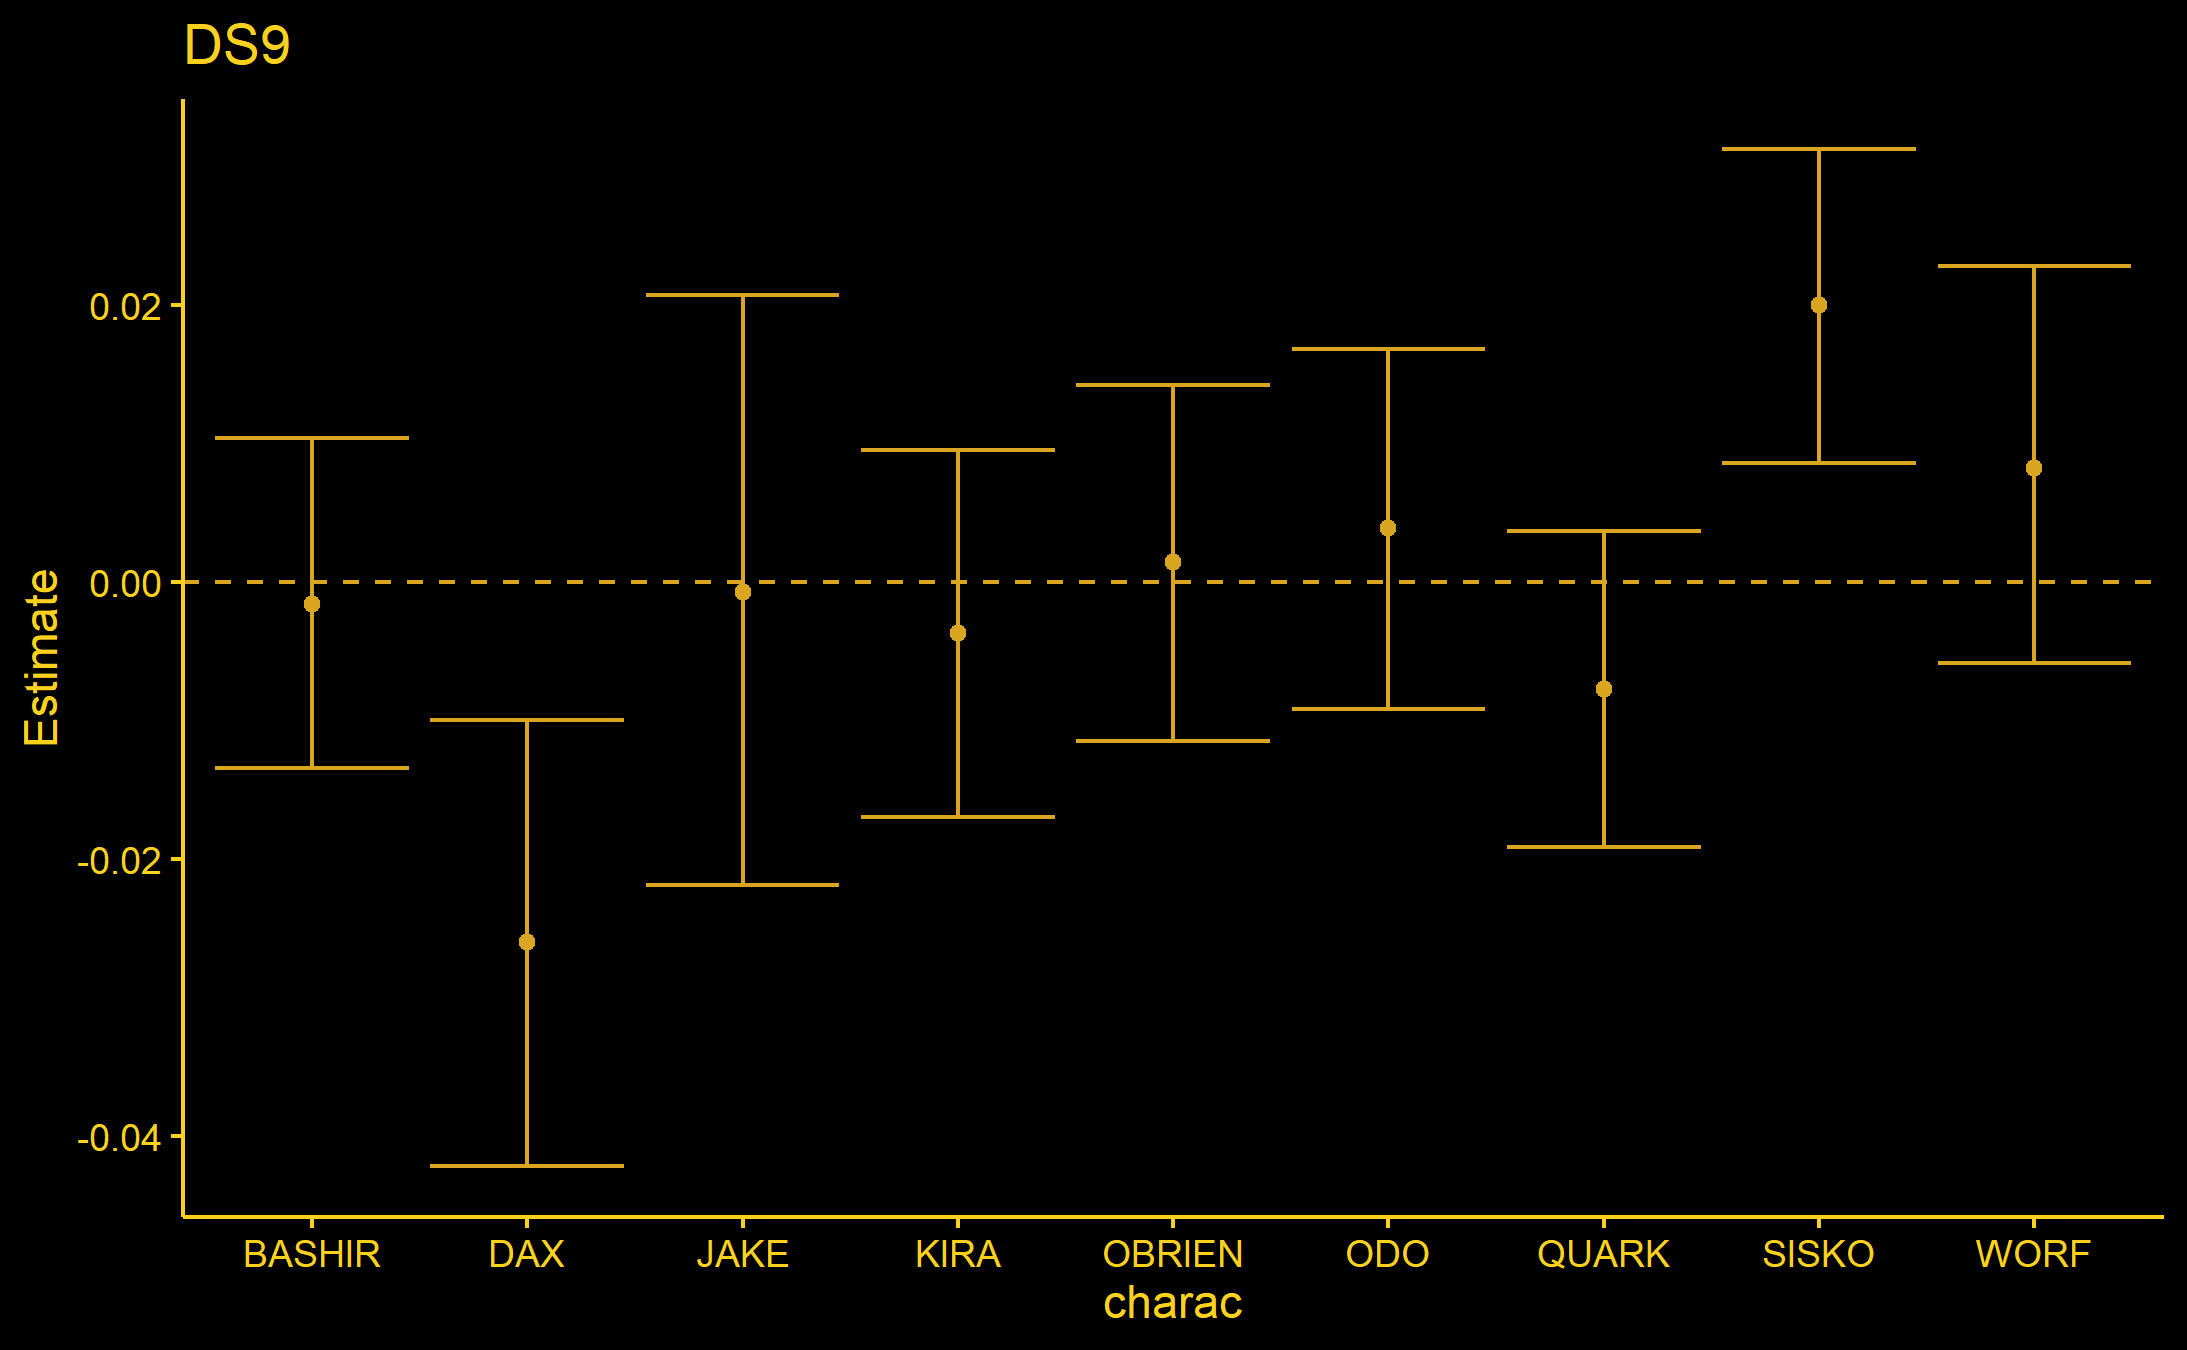 DS9
Estimate
0.02
0.00
-0.02
-0.04
BASHIR DAX JAKE KIRA OBRIEN ODO QUARK SISKO WORF
charac